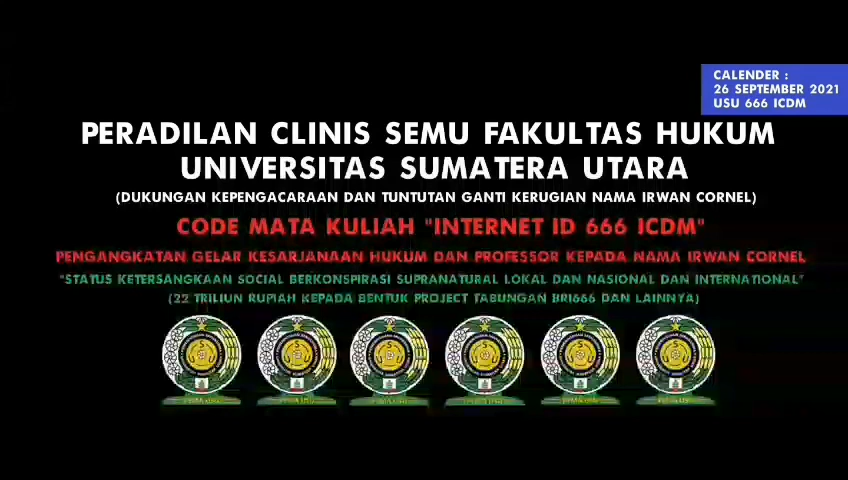 CALENDER :
26 SEPTEMBER 2021
USU 666 ICDM
PERADILAN CLINIS SEMU FAKULTAS HUKUM
UNIVERSITAS SUMATERA UTARA
(DUKUNGAN KEPENGACARAAN DAN TUNTUTAN GANTI KERUGIAN NAMA IRWAN CORNEL)
CODE MATA KULIAH "INTERNET ID 666 ICDM"
PENGANGKATAN GELAR KESARJANAAN HUKUM DAN PROFESSOR KEPADA NAMA IRWAN CORNEL
"STATUS KETERSANGKAAN SOCIAL BERKONSPIRASI SUPRANATURAL LOKAL DAN NASIONAL DAN INTERNATIONAL"
(22 TRILIUN RUPIAH KEPADA BENTUK PROJECT TABUNGAN BRI666 DAN LAINNYA)